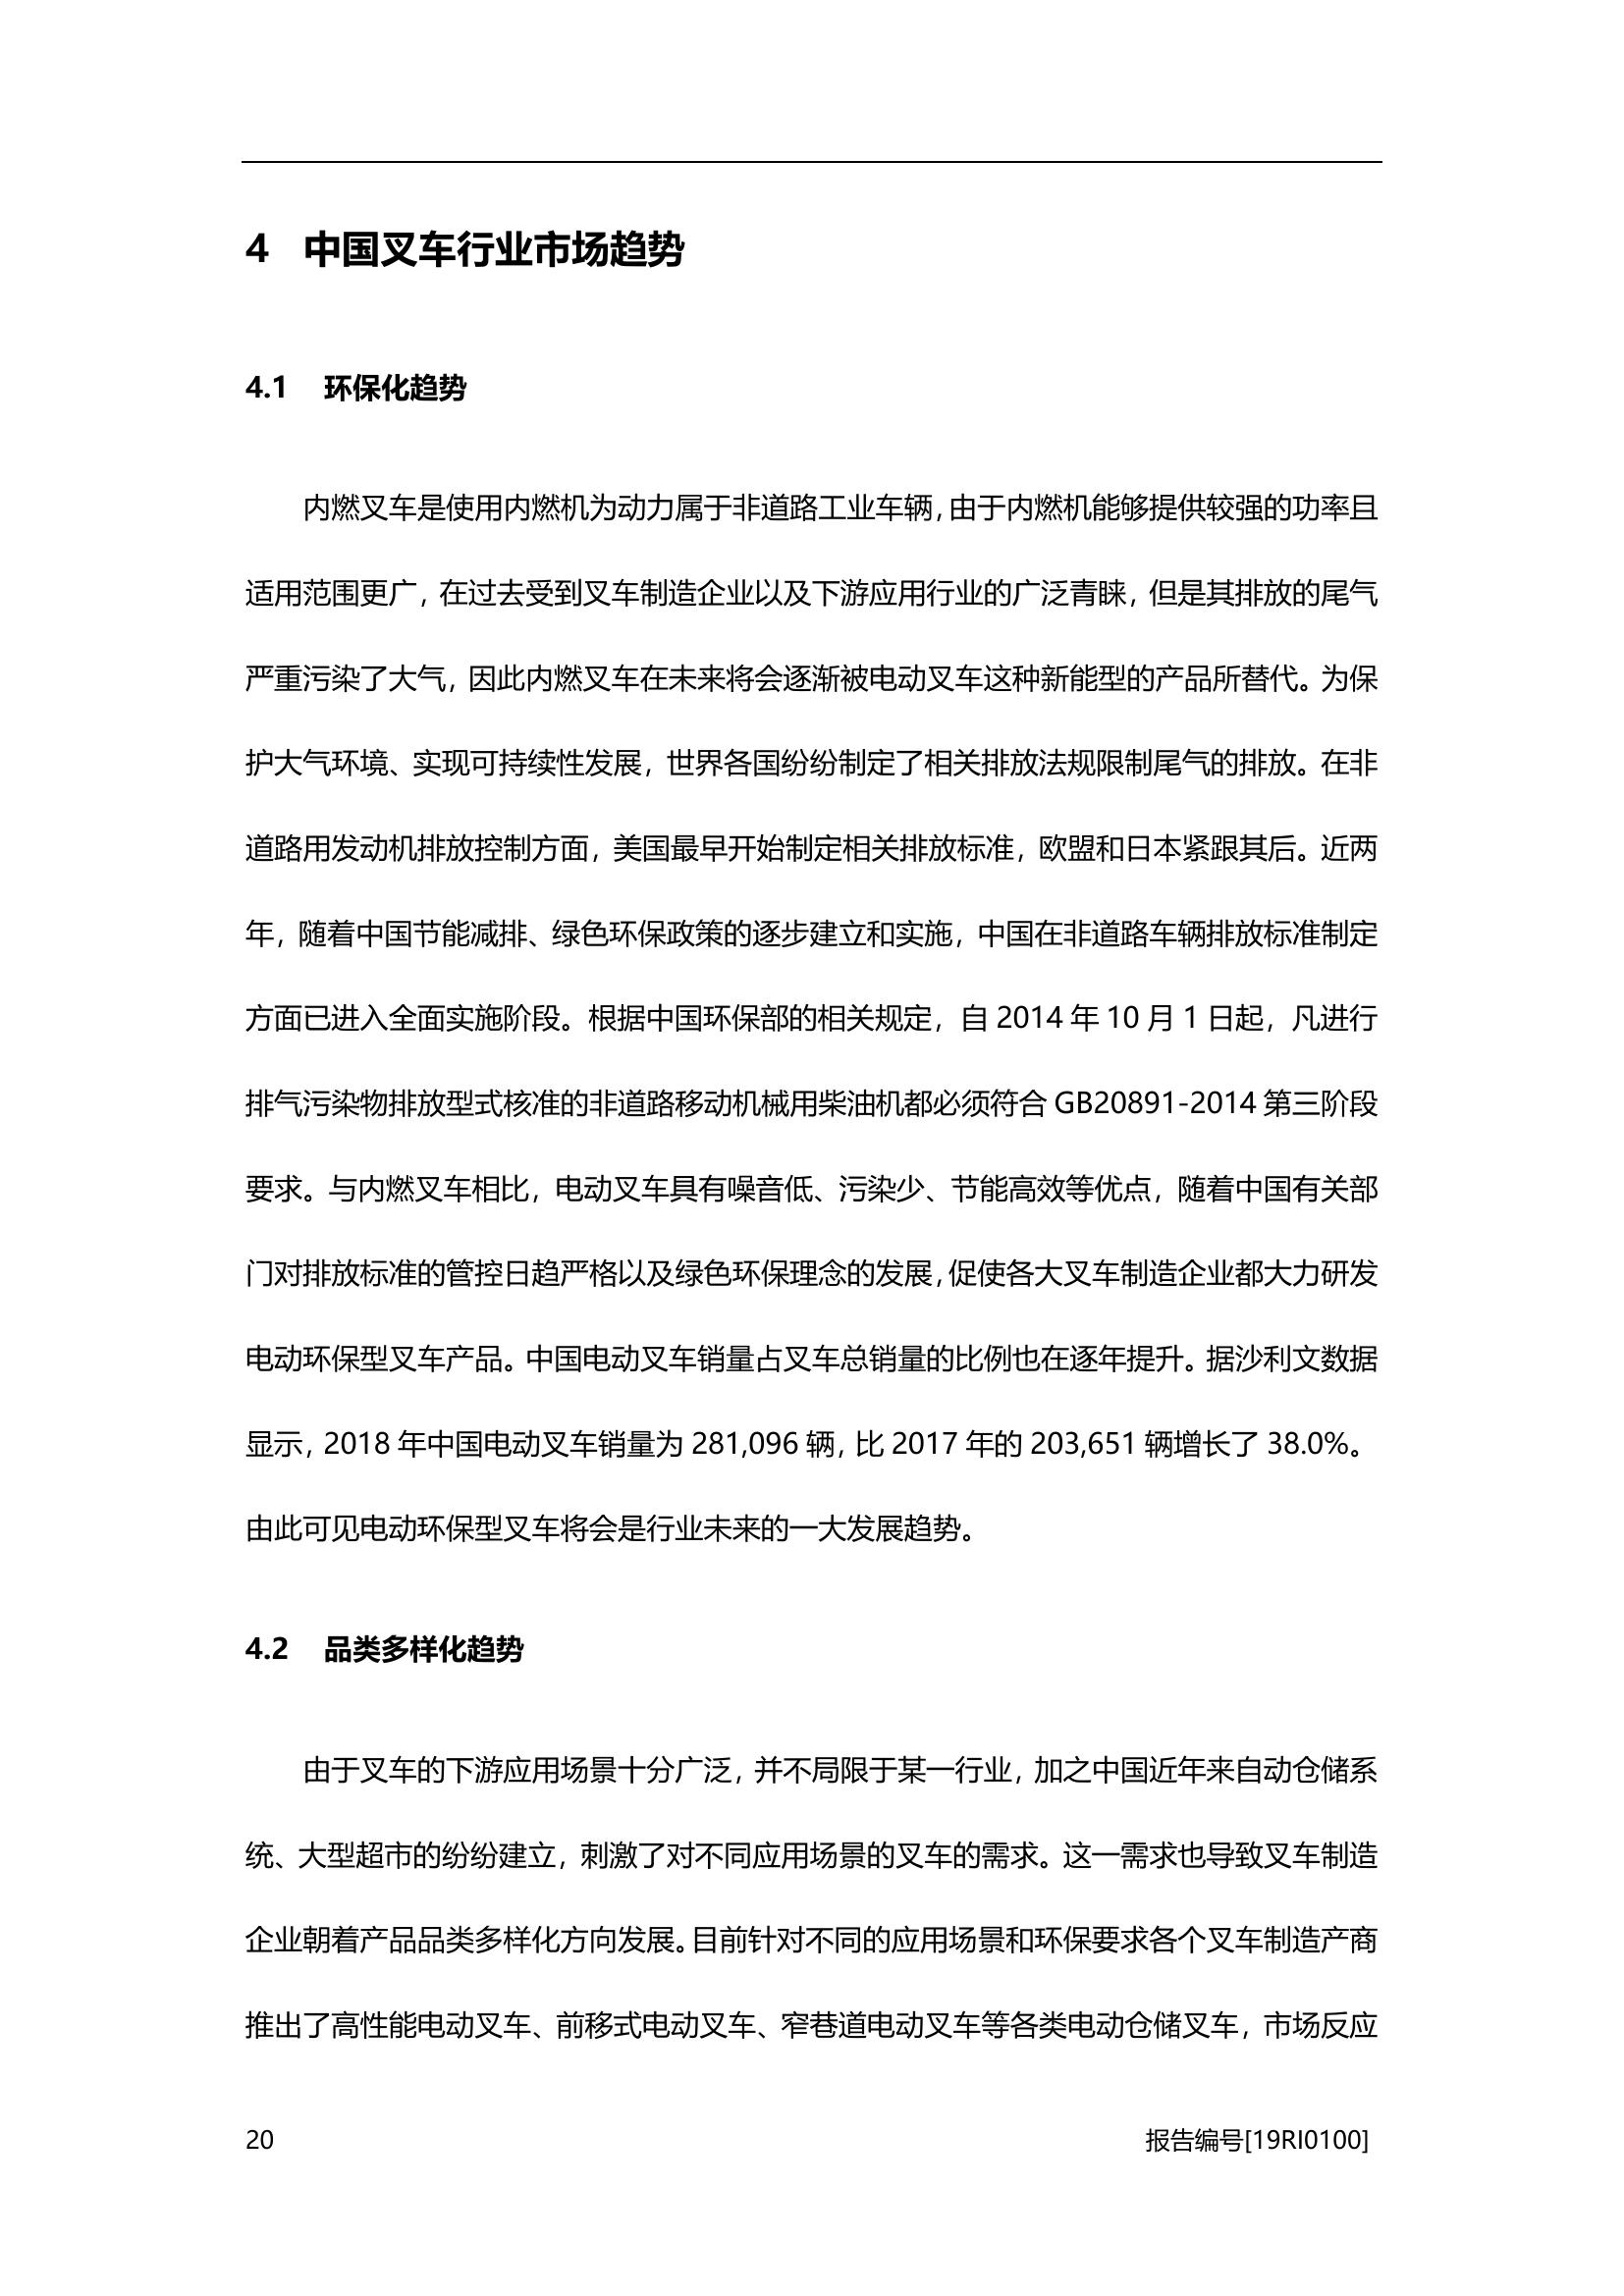 4 中国叉车行业市场趋势
4.1 环保化趋势
内燃叉车是使用内燃机为动力属于非道路工业车辆，由于内燃机能够提供较强的功率且
适用范围更广，在过去受到叉车制造企业以及下游应用行业的广泛青睐，但是其排放的尾气
严重污染了大气，因此内燃叉车在未来将会逐渐被电动叉车这种新能型的产品所替代。为保
护大气环境、实现可持续性发展，世界各国纷纷制定了相关排放法规限制尾气的排放。在非
道路用发动机排放控制方面，美国最早开始制定相关排放标准，欧盟和日本紧跟其后。近两
年，随着中国节能减排、绿色环保政策的逐步建立和实施，中国在非道路车辆排放标准制定
方面已进入全面实施阶段。根据中国环保部的相关规定，自 2014 年 10 月 1 日起，凡进行
排气污染物排放型式核准的非道路移动机械用柴油机都必须符合 GB20891-2014 第三阶段
要求。与内燃叉车相比，电动叉车具有噪音低、污染少、节能高效等优点，随着中国有关部
门对排放标准的管控日趋严格以及绿色环保理念的发展，促使各大叉车制造企业都大力研发
电动环保型叉车产品。中国电动叉车销量占叉车总销量的比例也在逐年提升。据沙利文数据
显示，2018 年中国电动叉车销量为 281,096 辆，比 2017 年的 203,651 辆增长了 38.0%。
由此可见电动环保型叉车将会是行业未来的一大发展趋势。
4.2 品类多样化趋势
由于叉车的下游应用场景十分广泛，并不局限于某一行业，加之中国近年来自动仓储系
统、大型超市的纷纷建立，刺激了对不同应用场景的叉车的需求。这一需求也导致叉车制造
企业朝着产品品类多样化方向发展。目前针对不同的应用场景和环保要求各个叉车制造产商
推出了高性能电动叉车、前移式电动叉车、窄巷道电动叉车等各类电动仓储叉车，市场反应
20 报告编号[19RI0100]